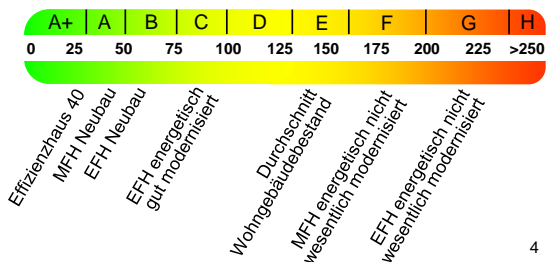 A+ A B C D E F G H
0 25 50 75 100 125 150 175 200 225 >250
Effizienzhaus 40
MFH Neubau
EFH Neubau
EFH energetisch
gut modernisiert
Durchschnitt
Wohngebäudebestand
MFH energetisch nicht
wesentlich modernisiert
EFH energetisch nicht
wesentlich modernisiert
4